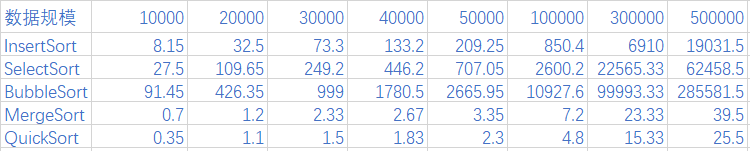 数据规模 10000 20000 30000 40000 50000 100000 300000 500000
InsertSort 8.15 32.5 73.3 133.2 209.25 850.4 6910 19031.5
SelectSort 27.5 109.65 249.2 446.2 707.05 2600.2 22565.33 62458.5
BubbleSort 91.45 426.35 999 1780.5 2665.95 10927.6 99993.33 285581.5
MergeSort 0.7 1.2 2.33 2.67 3.35 7.2 23.33 39.5
QuickSort 0.35 1.1 1.5 1.83 2.3 4.8 15.33 25.5